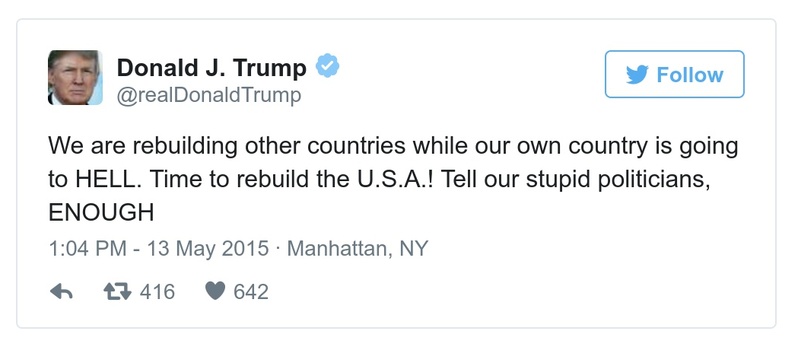 Donald J. Trump
@realDonaldTrump
Follow
We are rebuilding other countries while our own country is going
to HELL. Time to rebuild the U.S.A.! Tell our stupid politicians,
ENOUGH
1:04 PM - 13 May 2015 · Manhattan, NY
416 642